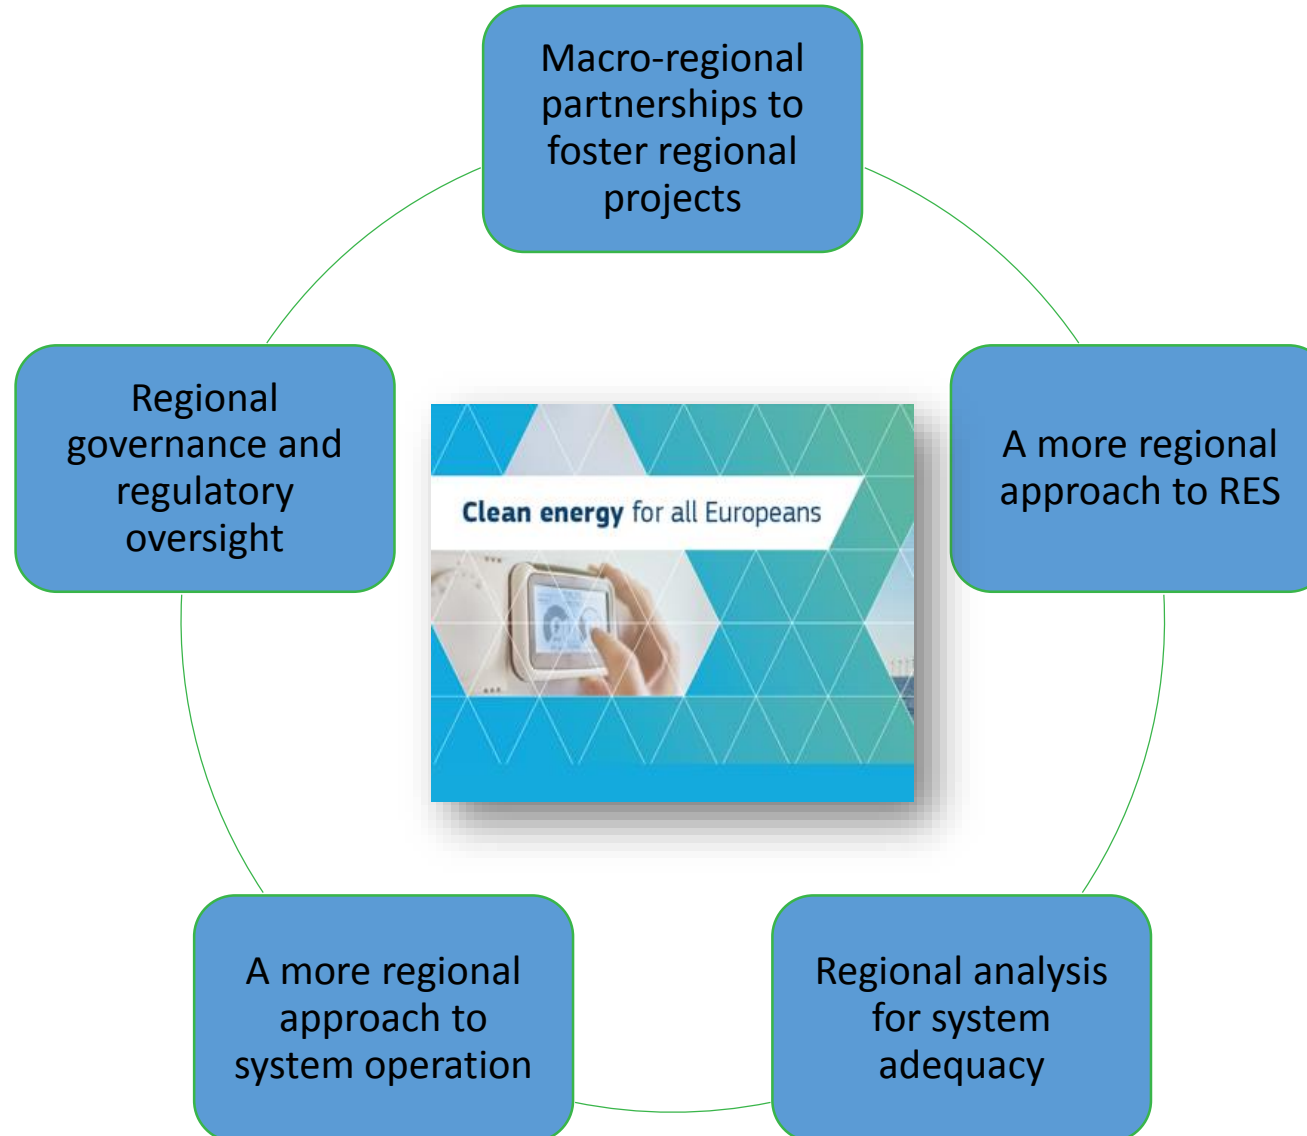 Macro-regional
partnerships to
foster regional
projects
A more regional
approach to RES
Regional analysis
for system
adequacy
A more regional
approach to
system operation
Regional
governance and
regulatory
oversight
Clean energy for all Europeans